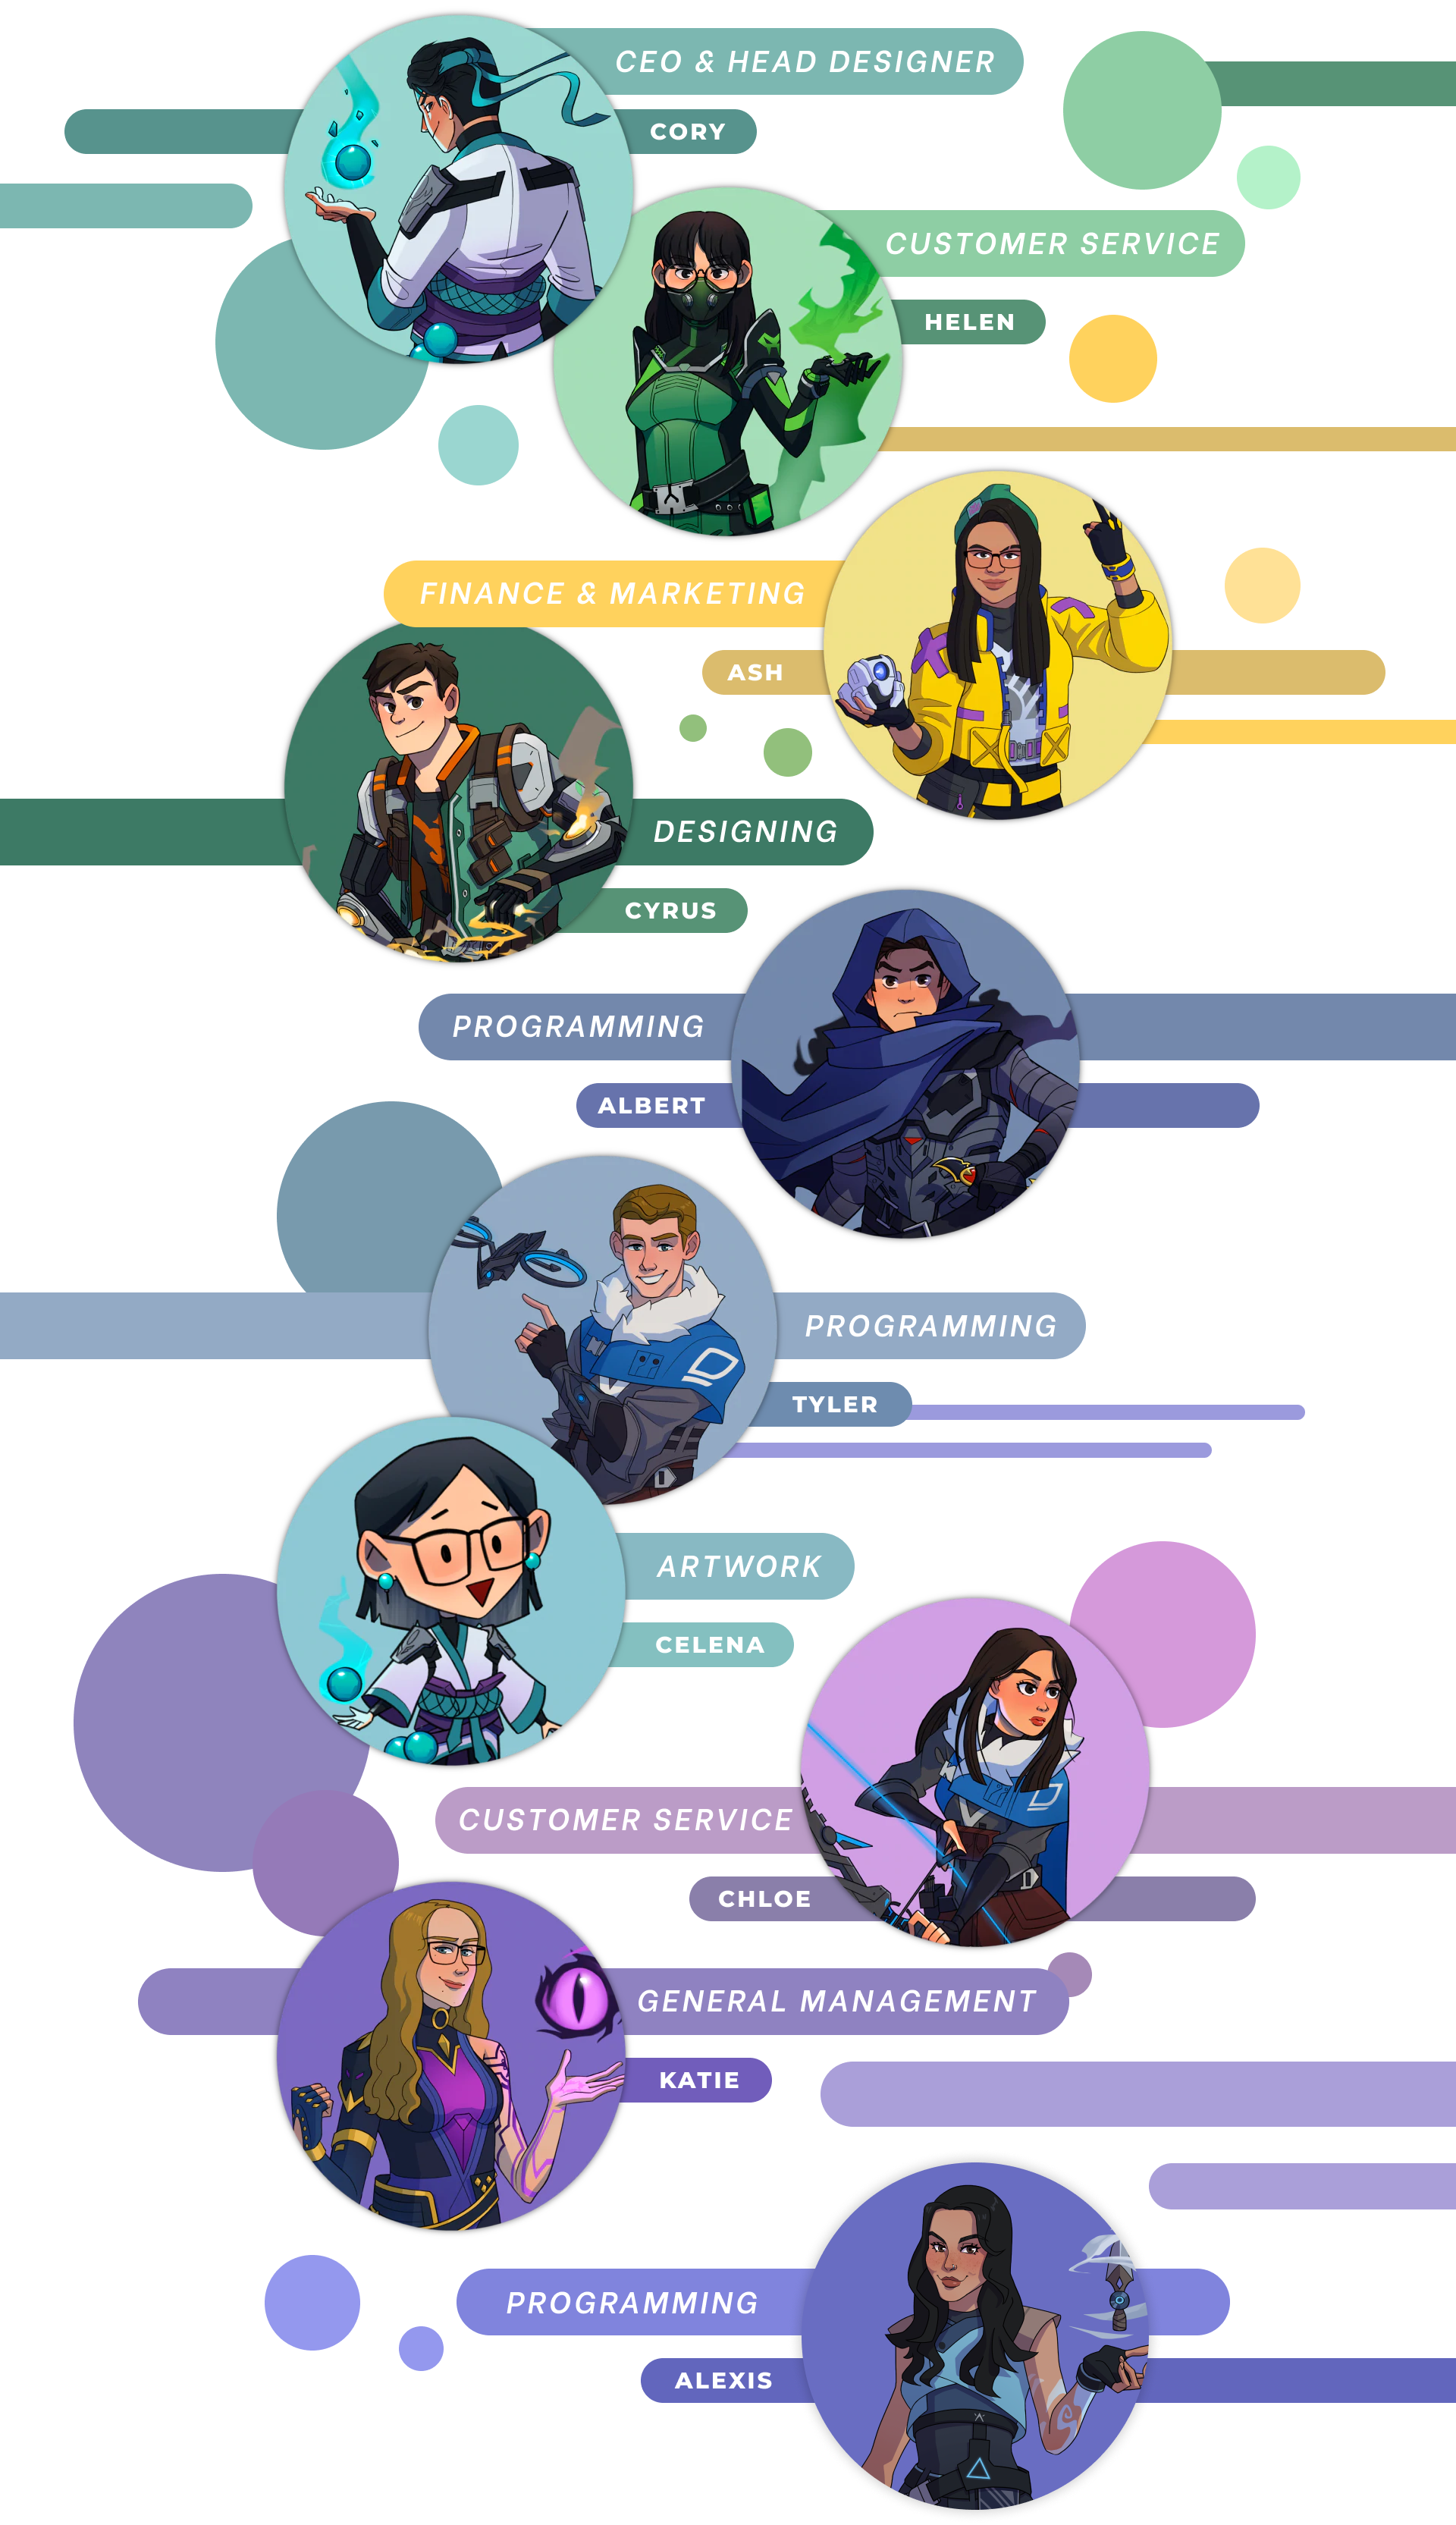 CEO & HEAD DESIGNER
CORY
CUSTOMER SERVICE
HELEN
FINANCE & MARKETING
ASH
DESIGNING
CYRUS
PROGRAMMING
ALBERT
PROGRAMMING
TYLER
ARTWORK
CELENA
CUSTOMER SERVICE
CHLOE
GENERAL MANAGEMENT
KATIE
PROGRAMMING
ALEXIS